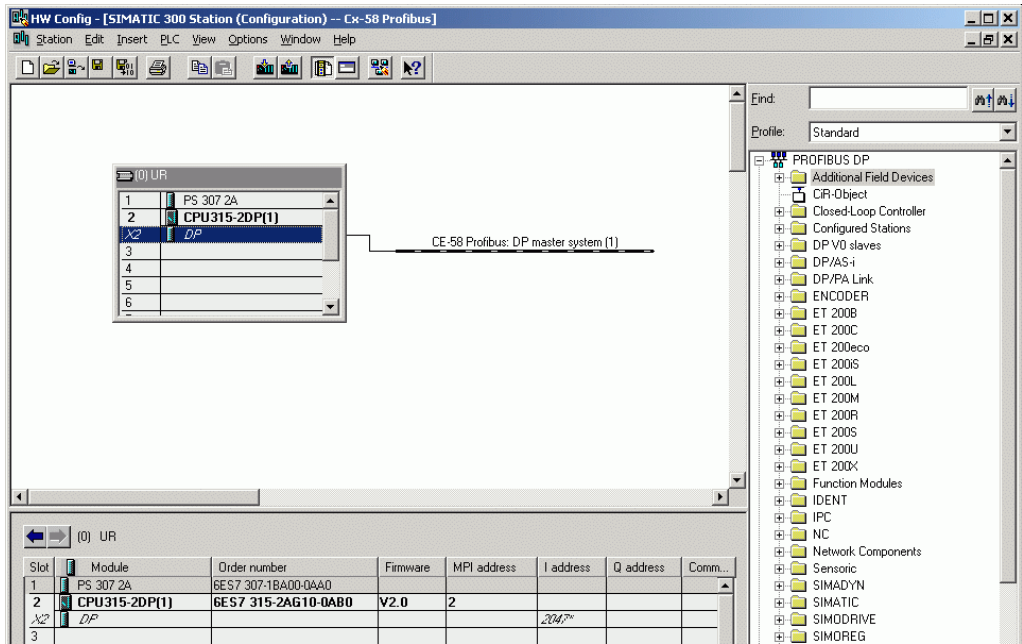 HW Config - [SIMATIC 300 Station (Configuration) -- Cx-58 Profibus]
Station Edit Insert PLC View Options Window Help
Find:
Profile: Standard
(0) UR
1 PS 307 2A
2 CPU315-2DP(1)
X2 DP
3
4
5
6
CE-58 Profibus: DP master system (1)
PROFIBUS DP
Additional Field Devices
CiR-Object
Closed-Loop Controller
Configured Stations
DP V0 slaves
DP/AS-i
DP/PA Link
ENCODER
ET 200B
ET 200C
ET 200eco
ET 200iS
ET 200L
ET 200M
ET 200R
ET 200S
ET 200U
ET 200X
Function Modules
IDENT
IPC
NC
Network Components
Sensoric
SIMADYN
SIMATIC
SIMODRIVE
SIMOREG
(0) UR
Slot Module Order number Firmware MPI address I address Q address Comm...
1 PS 307 2A 6ES7 307-1BA00-0AA0
2 CPU315-2DP(1) 6ES7 315-2AG10-0AB0 V2.0 2
X2 DP 2047*
3